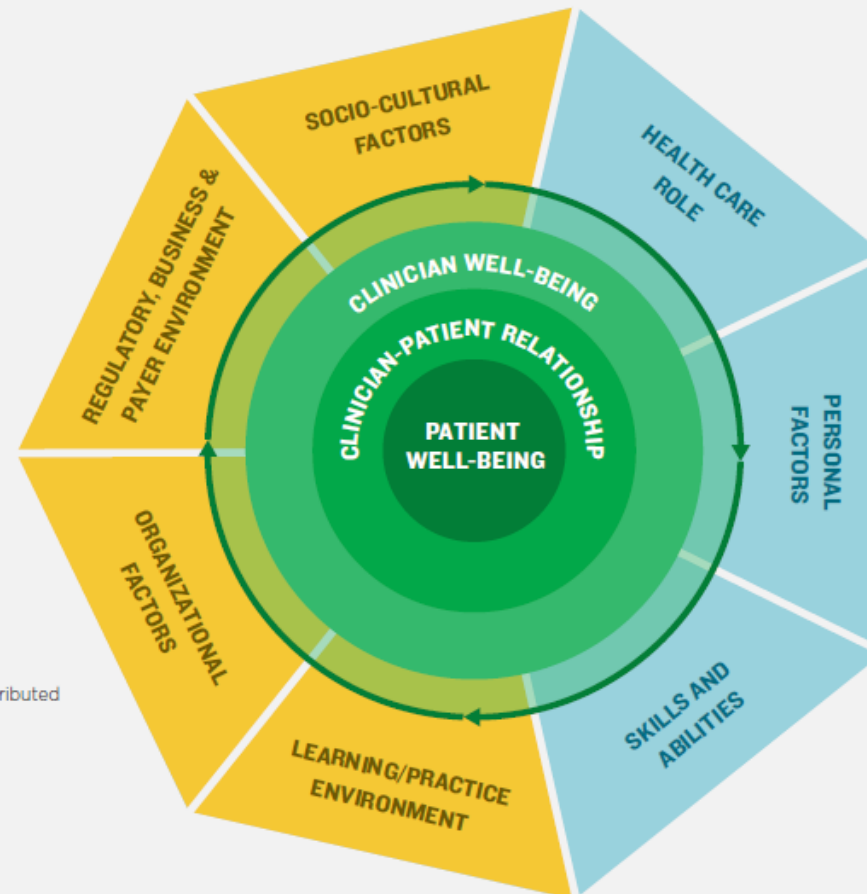 SOCIO-CULTURAL
FACTORS
HEALTH CARE
ROLE
REGULATORY, BUSINESS &
PAYER ENVIRONMENT
CLINICIAN WELL-BEING
CLINICIAN-PATIENT RELATIONSHIP
PATIENT
WELL-BEING
PERSONAL
FACTORS
ORGANIZATIONAL
FACTORS
SKILLS AND
ABILITIES
LEARNING/PRACTICE
ENVIRONMENT